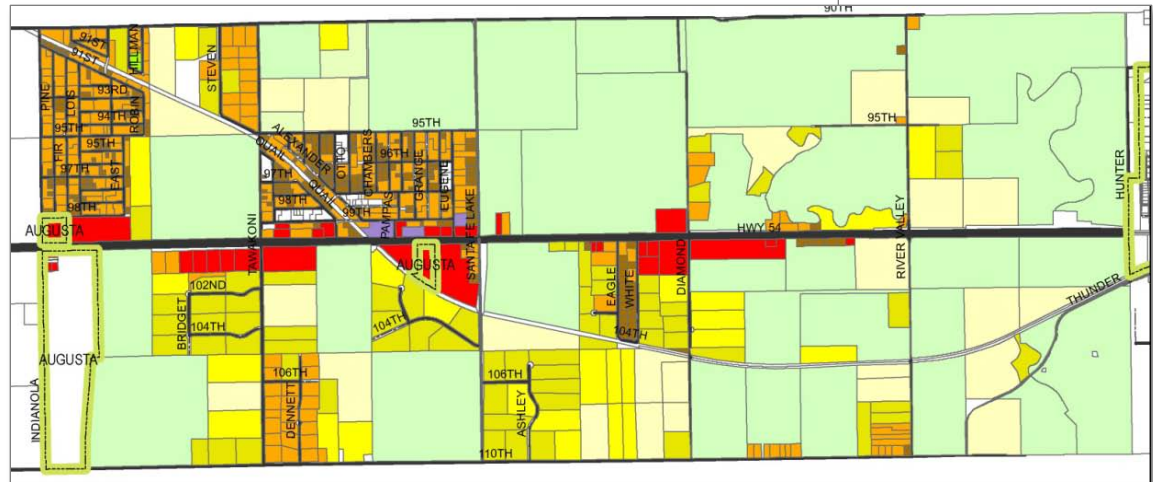 90TH
91ST
91ST
HILLMAN
STEVEN
PINE
LOIS
93RD
94TH
ROBIN
95TH
95TH
FIR
97TH
EAST
98TH
AUGUSTA
ALEXANDER
QUAIL
OTTO
CHAMBERS
95TH
96TH
GRANGE
EUGENE
97TH
98TH
QUAIL
99TH
PAMPAS
SANTA FE LAKE
TAWAKONI
AUGUSTA
95TH
HWY 54
RIVER VALLEY
HUNTER
THUNDER
DIAMOND
EAGLE
WHITE
104TH
102ND
BRIDGET
104TH
104TH
AUGUSTA
INDIANOLA
106TH
DENNETT
106TH
ASHLEY
110TH